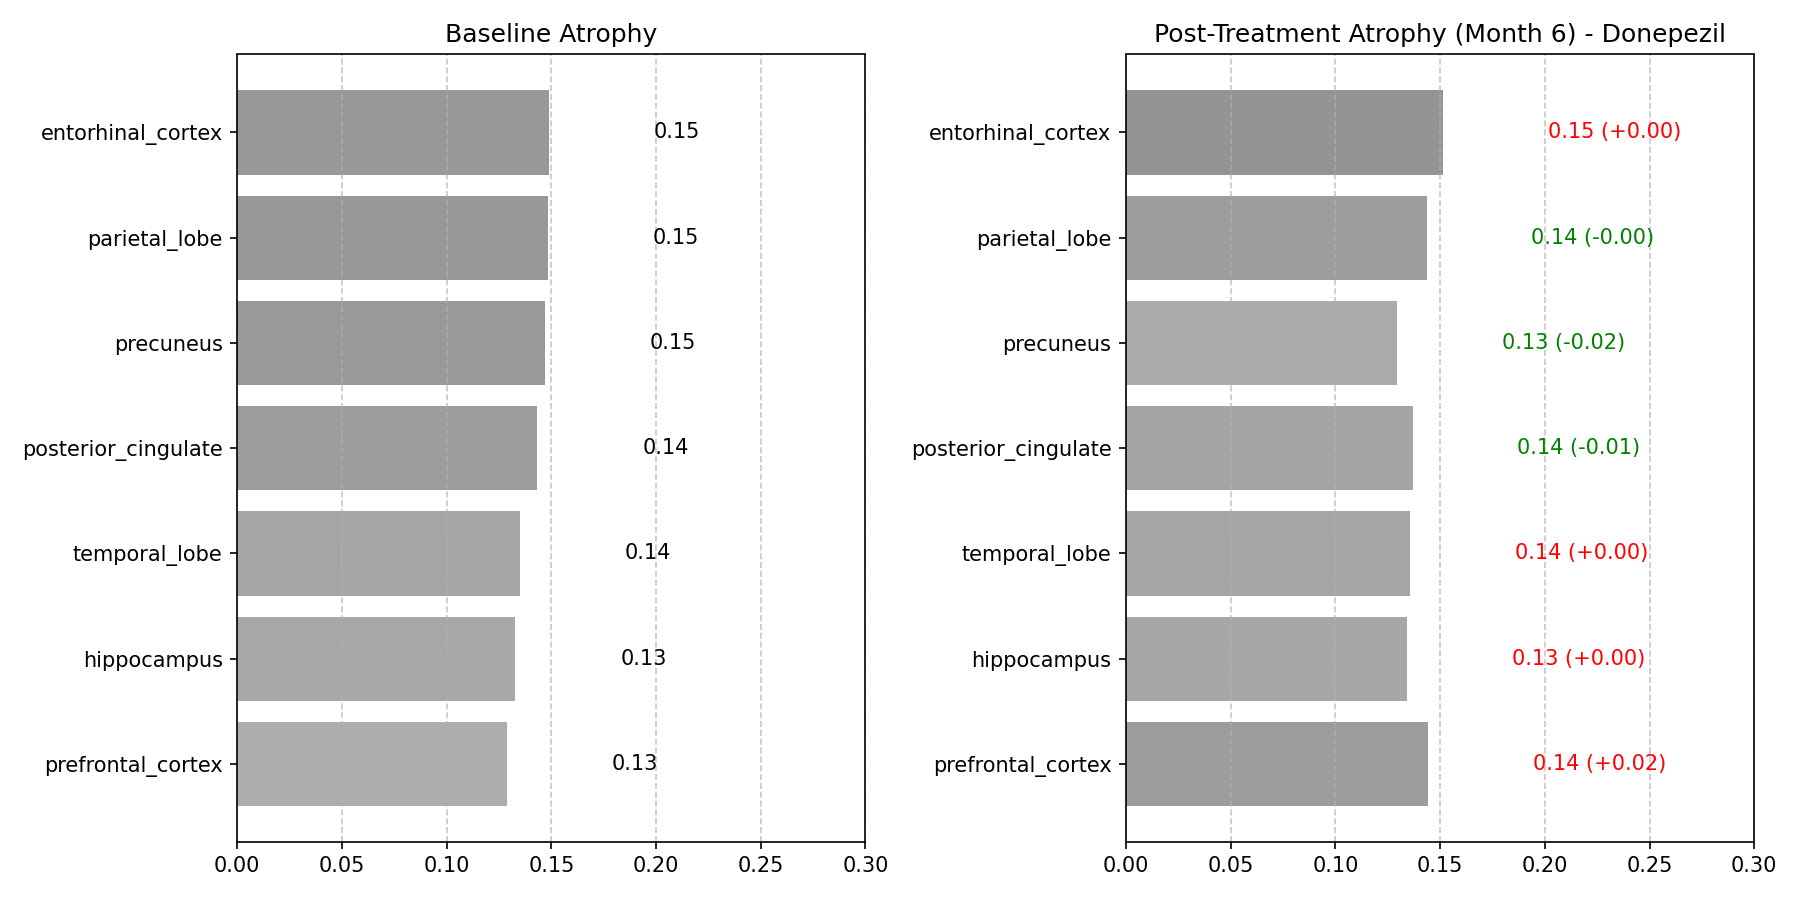 Baseline Atrophy
entorhinal_cortex 0.15
parietal_lobe 0.15
precuneus 0.15
posterior_cingulate 0.14
temporal_lobe 0.14
hippocampus 0.13
prefrontal_cortex 0.13
0.00 0.05 0.10 0.15 0.20 0.25 0.30
Post-Treatment Atrophy (Month 6) - Donepezil
entorhinal_cortex 0.15 (+0.00)
parietal_lobe 0.14 (-0.00)
precuneus 0.13 (-0.02)
posterior_cingulate 0.14 (-0.01)
temporal_lobe 0.14 (+0.00)
hippocampus 0.13 (+0.00)
prefrontal_cortex 0.14 (+0.02)
0.00 0.05 0.10 0.15 0.20 0.25 0.30